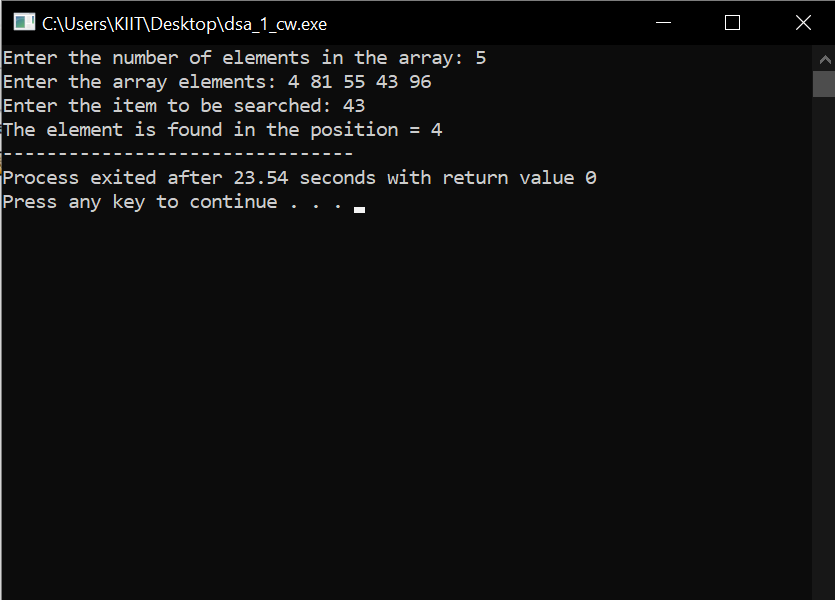 C:\Users\KIIT\Desktop\dsa_1_cw.exe
Enter the number of elements in the array: 5
Enter the array elements: 4 81 55 43 96
Enter the item to be searched: 43
The element is found in the position = 4
--------------------------------
Process exited after 23.54 seconds with return value 0
Press any key to continue . . .